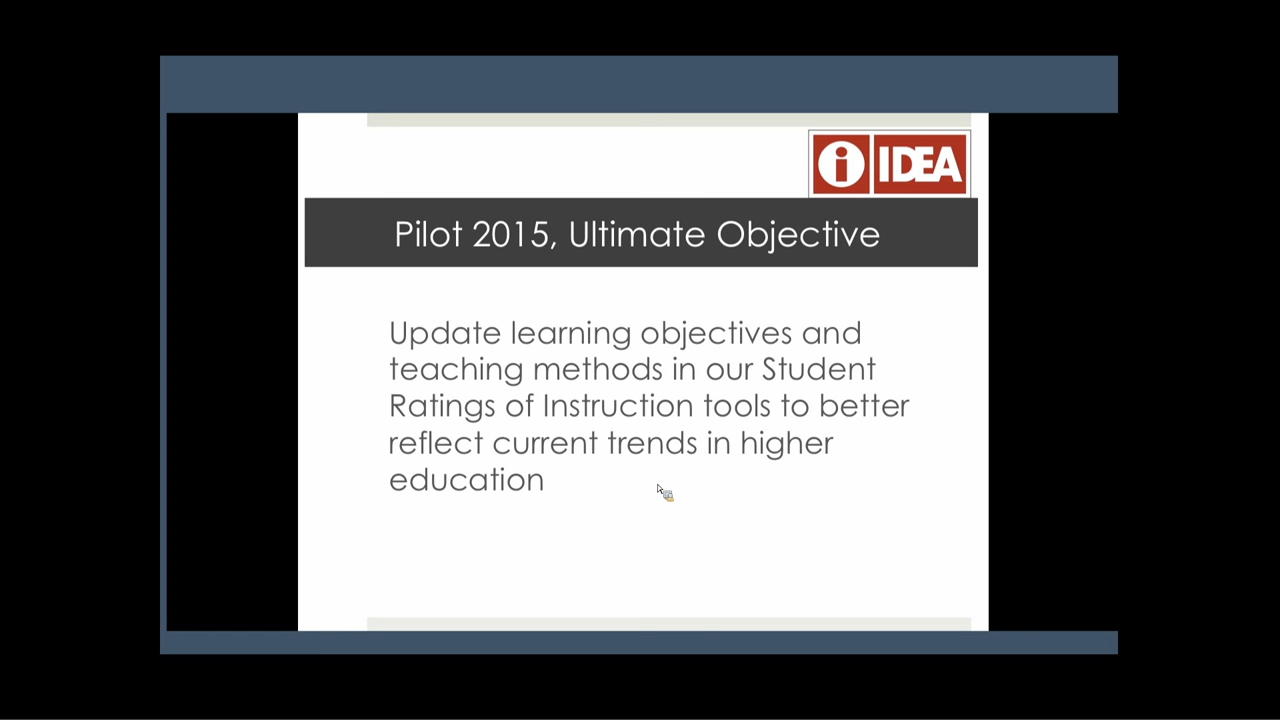 i IDEA
Pilot 2015, Ultimate Objective
Update learning objectives and
teaching methods in our Student
Ratings of Instruction tools to better
reflect current trends in higher
education